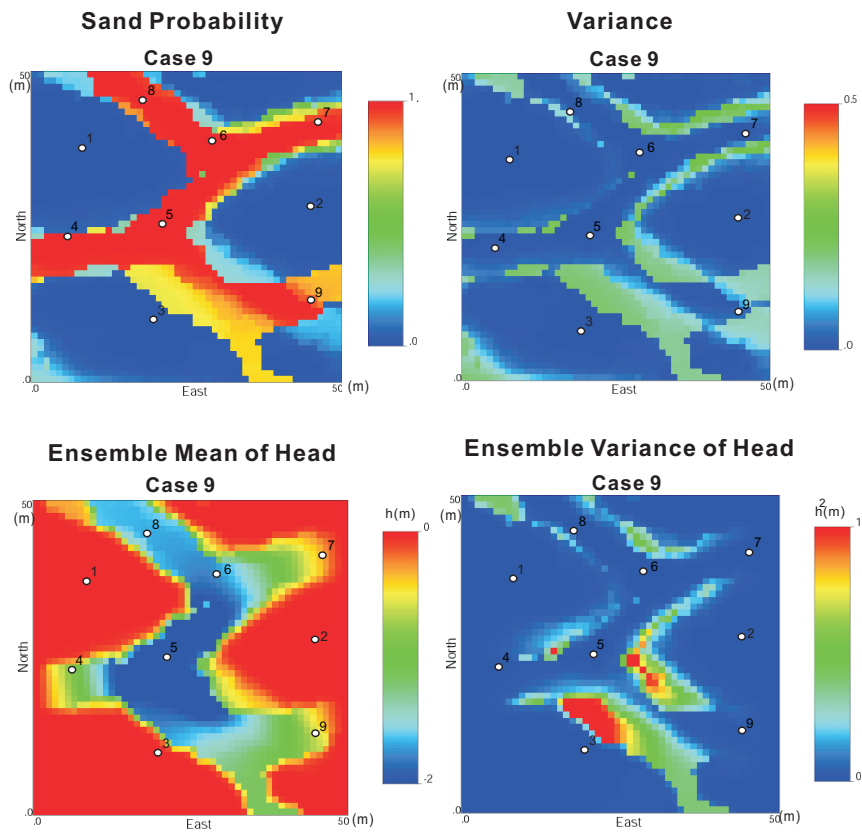 Sand Probability
Case 9
50
(m)
North
.0
.0
East
50
(m)
1
2
3
4
5
6
7
8
9
1.
.0
Variance
Case 9
50
(m)
North
.0
.0
East
50
(m)
1
2
3
4
5
6
7
8
9
0.5
.0
Ensemble Mean of Head
Case 9
50
(m)
North
.0
.0
East
50
(m)
1
2
3
4
5
6
7
8
9
h(m)
0
-2
Ensemble Variance of Head
Case 9
50
(m)
North
.0
.0
East
50
(m)
1
2
3
4
5
6
7
8
9
2
h(m)
1
0